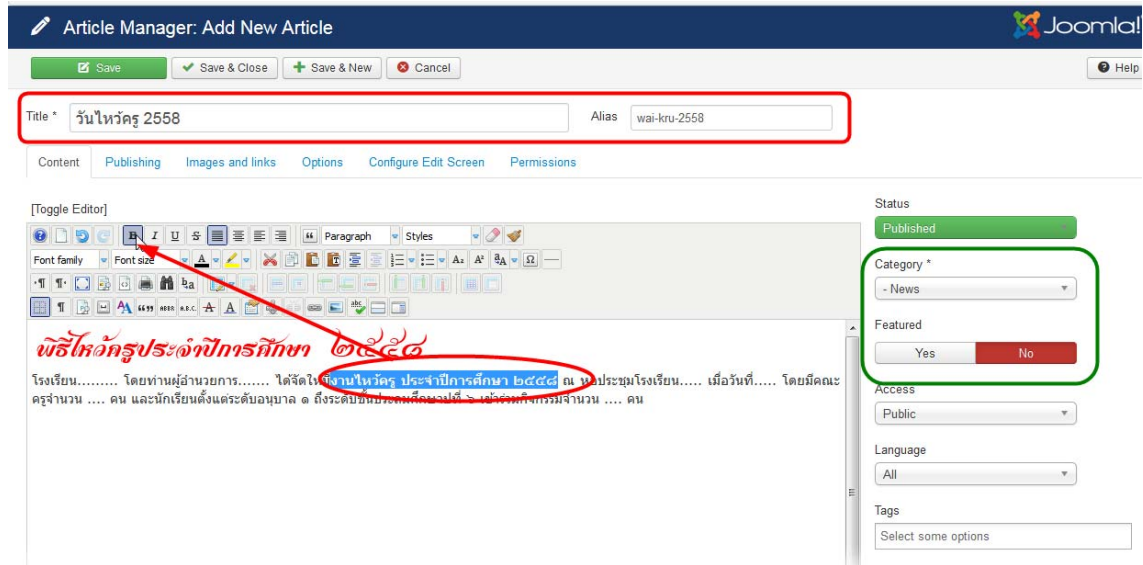 Article Manager: Add New Article
Joomla!
Save
Save & Close
Save & New
Cancel
Help
Title * วันไหว้ครู 2558
Alias wai-kru-2558
Content Publishing Images and links Options Configure Edit Screen Permissions
[Toggle Editor]
Paragraph Styles
Font family Font size
พิธีไหว้ครูประจำปีการศึกษา ๒๕๕๘
โรงเรียน......... โดยท่านผู้อำนวยการ....... ได้จัดให้มีงานไหว้ครู ประจำปีการศึกษา ๒๕๕๘ ณ หอประชุมโรงเรียน..... เมื่อวันที่..... โดยมีคณะ
ครูจำนวน .... คน และนักเรียนตั้งแต่ระดับอนุบาล ๑ ถึงระดับชั้นประถมศึกษาปีที่ ๖ เข้าร่วมกิจกรรมจำนวน .... คน
Status
Published
Category *
- News
Featured
Yes No
Access
Public
Language
All
Tags
Select some options